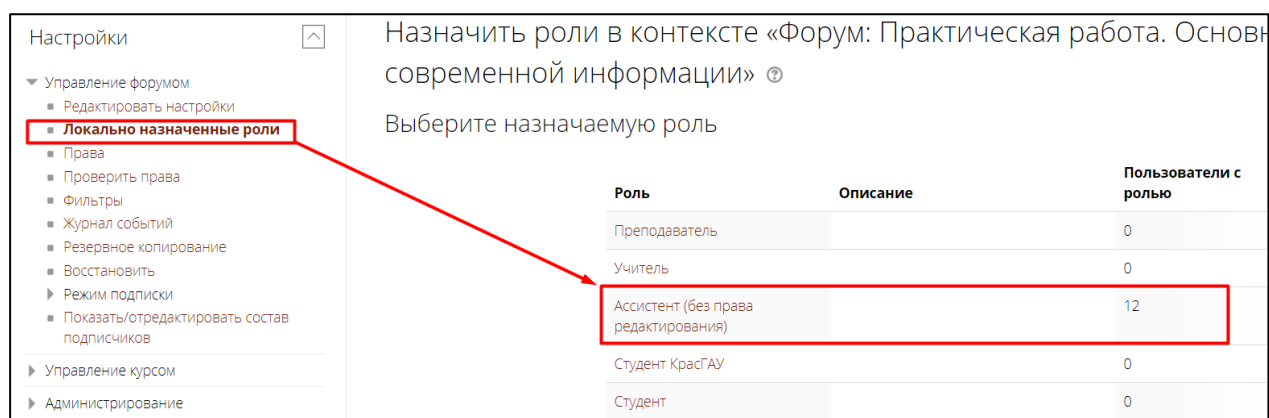 Настройки
Управление форумом
Редактировать настройки
Локально назначенные роли
Права
Проверить права
Фильтры
Журнал событий
Резервное копирование
Восстановить
Режим подписки
Показать/отредактировать состав
подписчиков
Управление курсом
Администрирование
Назначить роли в контексте «Форум: Практическая работа. Основн
современной информации»
Выберите назначаемую роль
Роль Описание Пользователи с
ролью
Преподаватель 0
Учитель 0
Ассистент (без права 12
редактирования)
Студент КрасГАУ 0
Студент 0